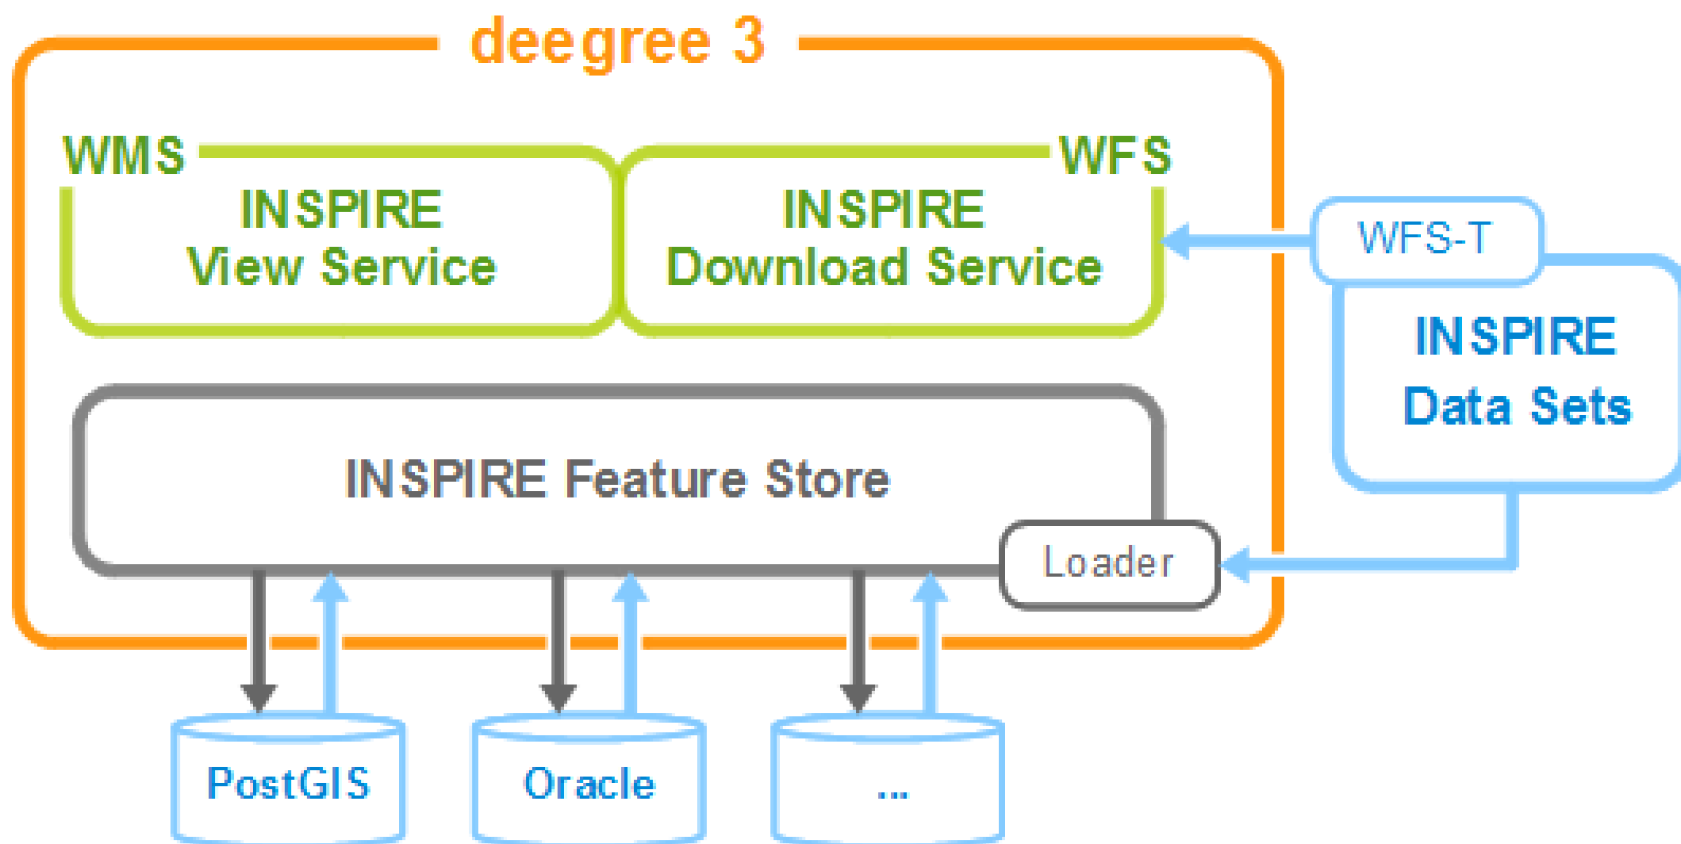 deegree 3
WMS
WFS
INSPIRE
View Service
INSPIRE
Download Service
WFS-T
INSPIRE
Data Sets
INSPIRE Feature Store
Loader
PostGIS
Oracle
...